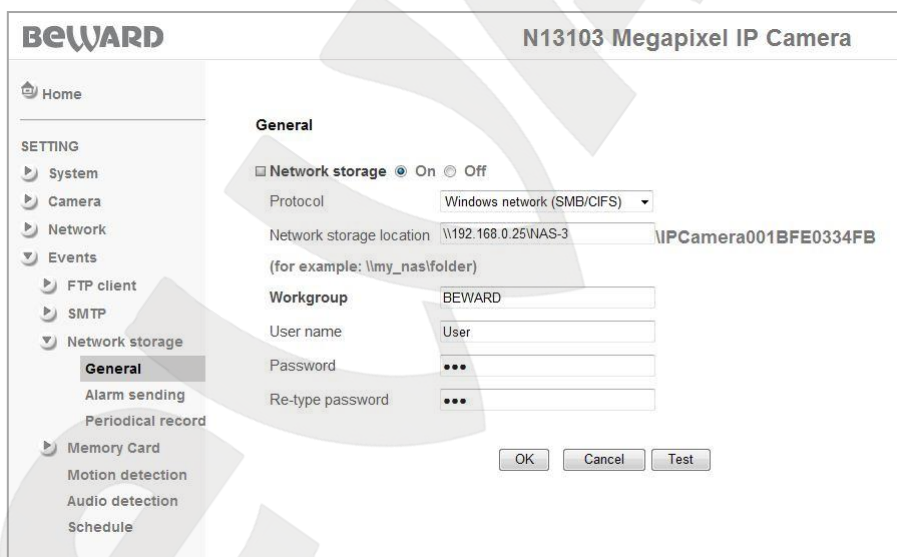 BEWARD
N13103 Megapixel IP Camera
Home
SETTING
System
Camera
Network
Events
FTP client
SMTP
Network storage
General
Alarm sending
Periodical record
Memory Card
Motion detection
Audio detection
Schedule
General
Network storage On Off
Protocol Windows network (SMB/CIFS)
Network storage location \\192.168.0.25\NAS-3 \IPCamera001BFE0334FB
(for example: \\my_nas\folder)
Workgroup BEWARD
User name User
Password •••
Re-type password •••
OK Cancel Test